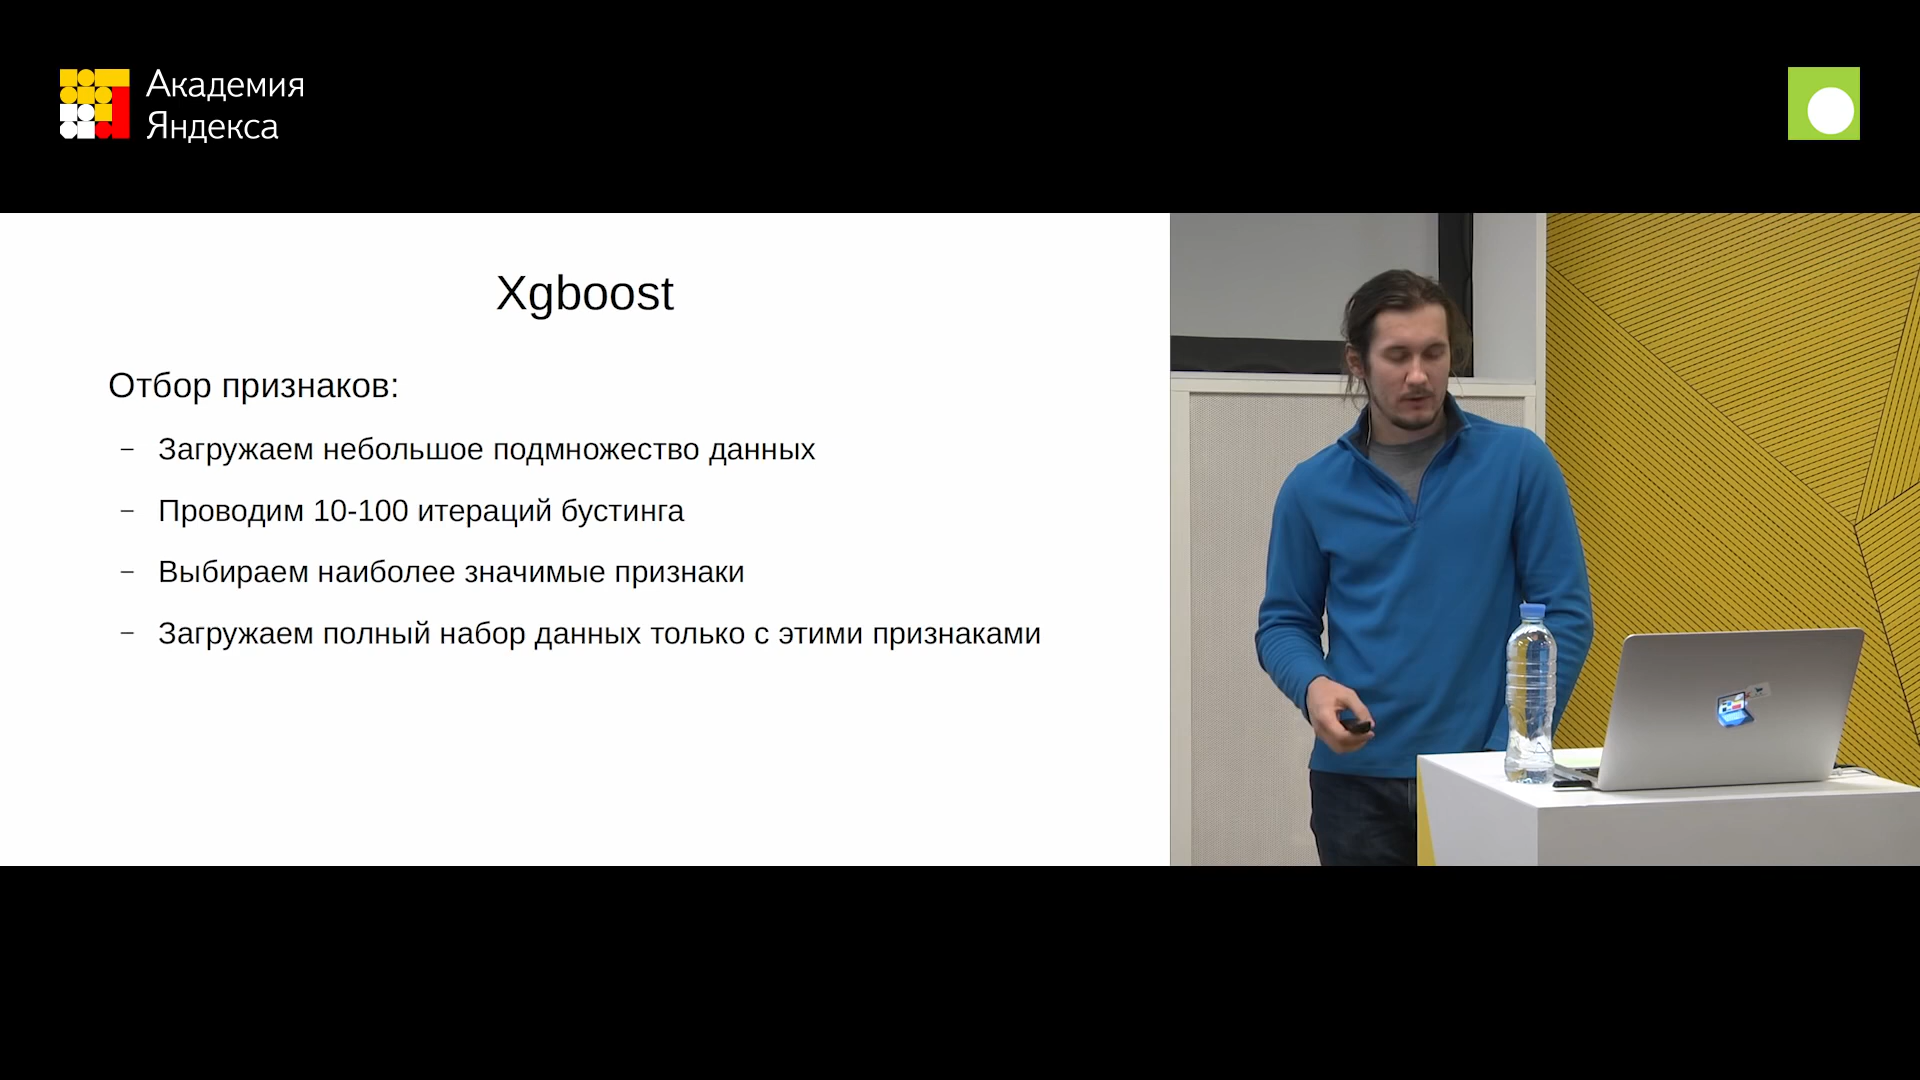 Академия
Яндекса
Xgboost
Отбор признаков:
– Загружаем небольшое подмножество данных
– Проводим 10-100 итераций бустинга
– Выбираем наиболее значимые признаки
– Загружаем полный набор данных только с этими признаками